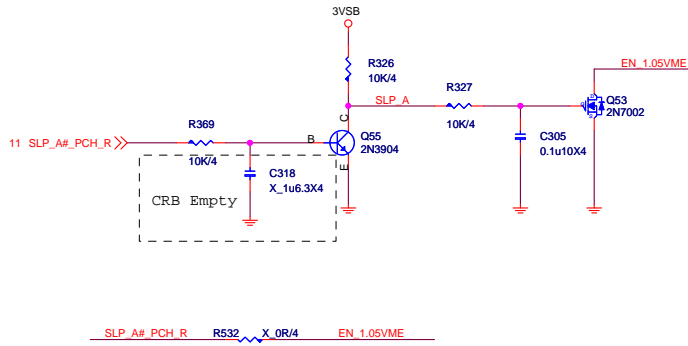 3VSB
R326
10K/4
EN_1.05VME
R327
SLP_A
Q53
2N7002
C
R369
10K/4
11 SLP_A#_PCH_R
B
Q55
2N3904
C305
0.1u10X4
10K/4
E
C318
X_1u6.3X4
CRB Empty
SLP_A#_PCH_R R532 X_0R/4 EN_1.05VME